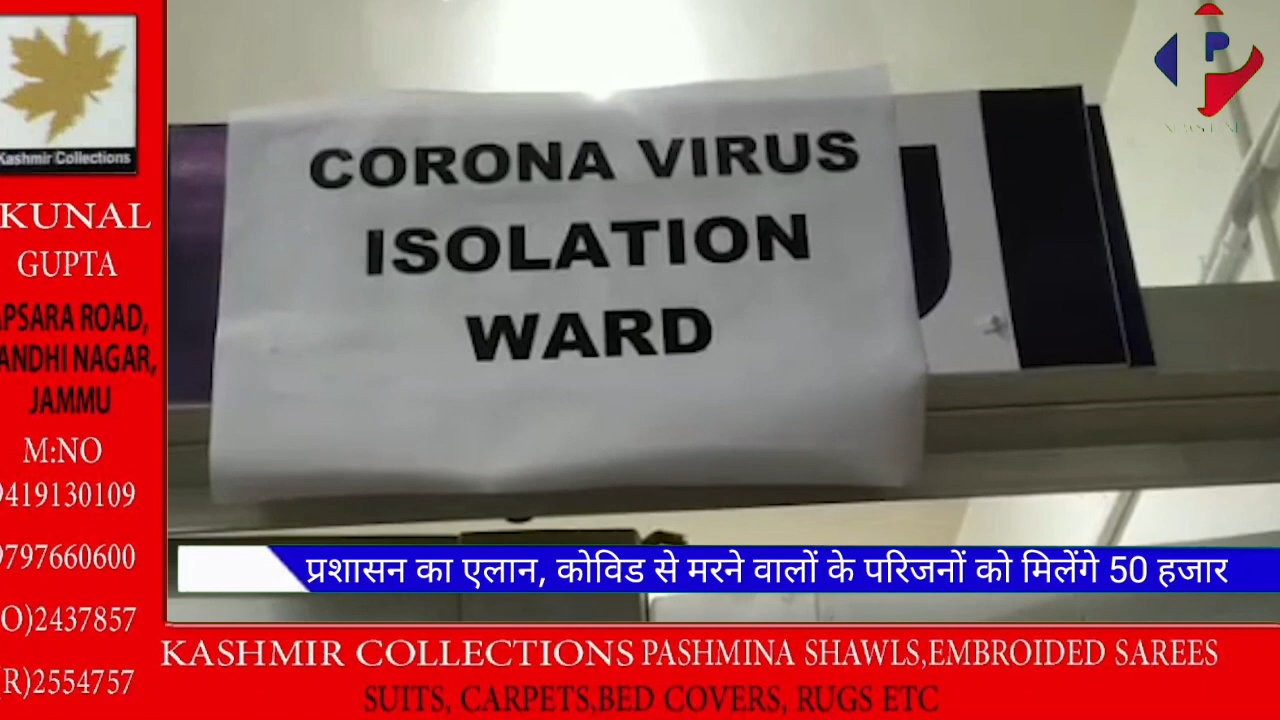 Kashmir Collections
KUNAL
GUPTA
APSARA ROAD,
GANDHI NAGAR,
JAMMU
M:NO
9419130109
9797660600
O)2437857
(R)2554757
CORONA VIRUS
ISOLATION
WARD
P
प्रशासन का एलान, कोविड से मरने वालों के परिजनों को मिलेंगे 50 हजार
KASHMIR COLLECTIONS PASHMINA SHAWLS,EMBROIDED SAREES
SUITS, CARPETS,BED COVERS, RUGS ETC